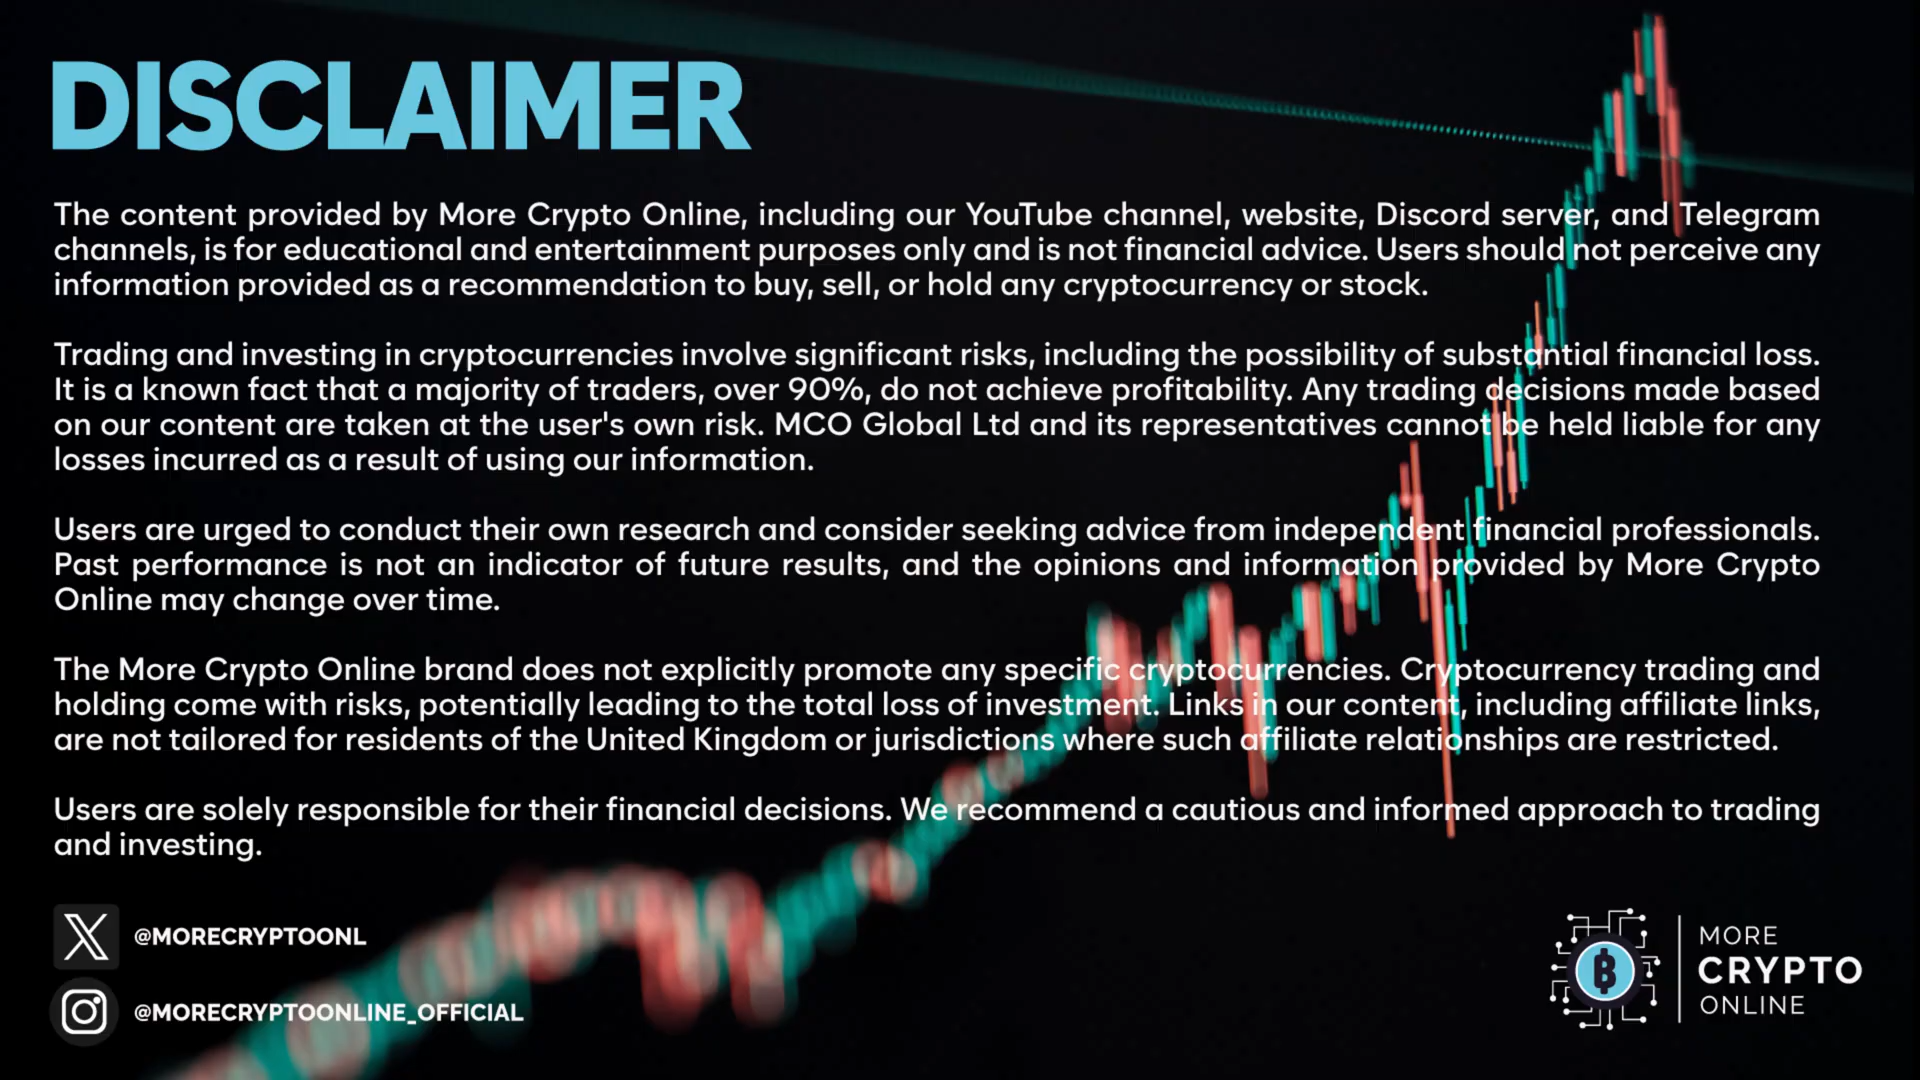 DISCLAIMER
The content provided by More Crypto Online, including our YouTube channel, website, Discord server, and Telegram
channels, is for educational and entertainment purposes only and is not financial advice. Users should not perceive any
information provided as a recommendation to buy, sell, or hold any cryptocurrency or stock.
Trading and investing in cryptocurrencies involve significant risks, including the possibility of substantial financial loss.
It is a known fact that a majority of traders, over 90%, do not achieve profitability. Any trading decisions made based
on our content are taken at the user's own risk. MCO Global Ltd and its representatives cannot be held liable for any
losses incurred as a result of using our information.
Users are urged to conduct their own research and consider seeking advice from independent financial professionals.
Past performance is not an indicator of future results, and the opinions and information provided by More Crypto
Online may change over time.
The More Crypto Online brand does not explicitly promote any specific cryptocurrencies. Cryptocurrency trading and
holding come with risks, potentially leading to the total loss of investment. Links in our content, including affiliate links,
are not tailored for residents of the United Kingdom or jurisdictions where such affiliate relationships are restricted.
Users are solely responsible for their financial decisions. We recommend a cautious and informed approach to trading
and investing.
@MORECRYPTOONL
@MORECRYPTOONLINE_OFFICIAL
MORE
CRYPTO
ONLINE